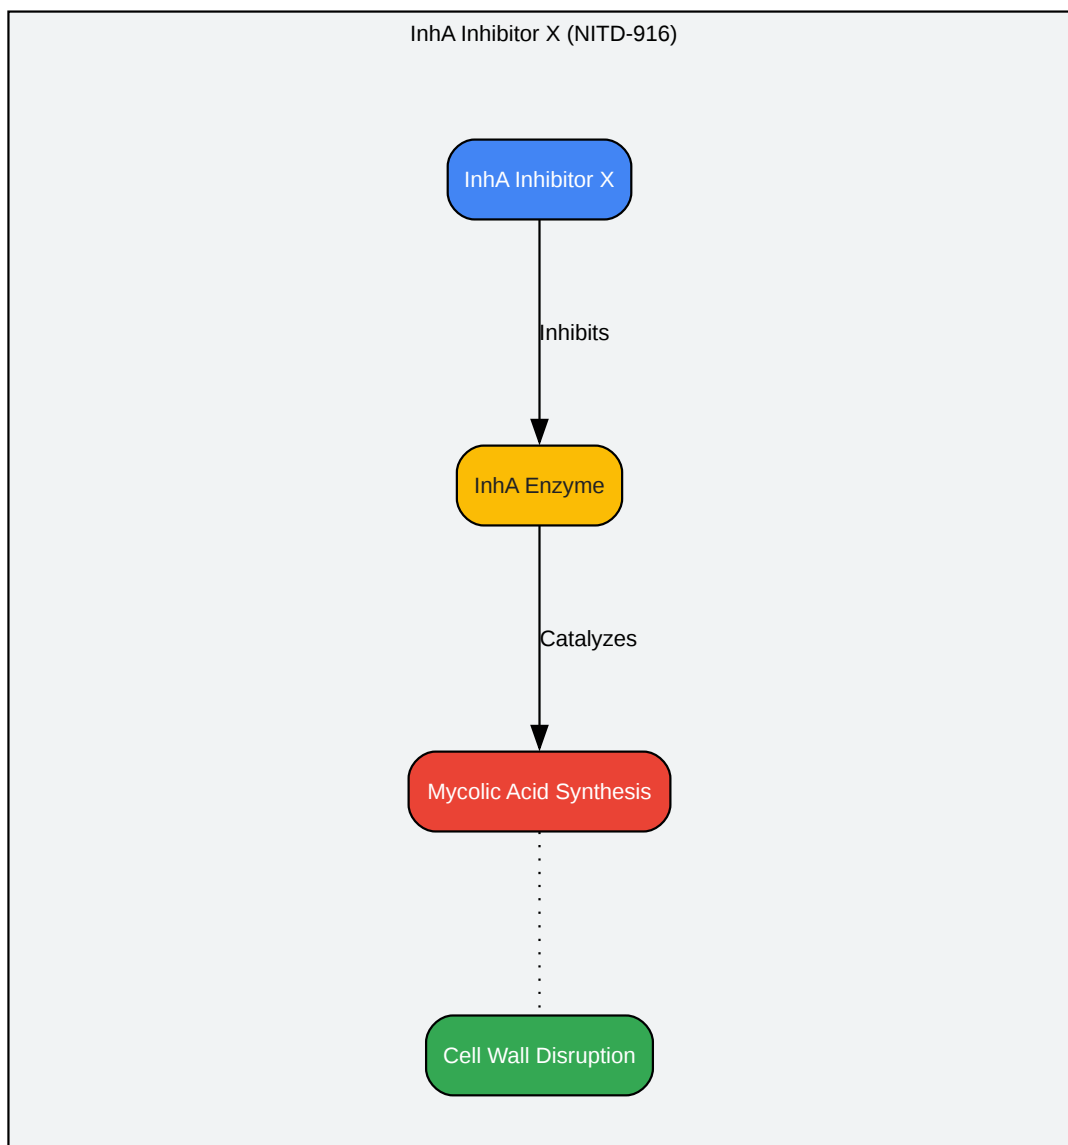 InhA Inhibitor X (NITD-916)
InhA Inhibitor X
Inhibits
InhA Enzyme
Catalyzes
Mycolic Acid Synthesis
Cell Wall Disruption